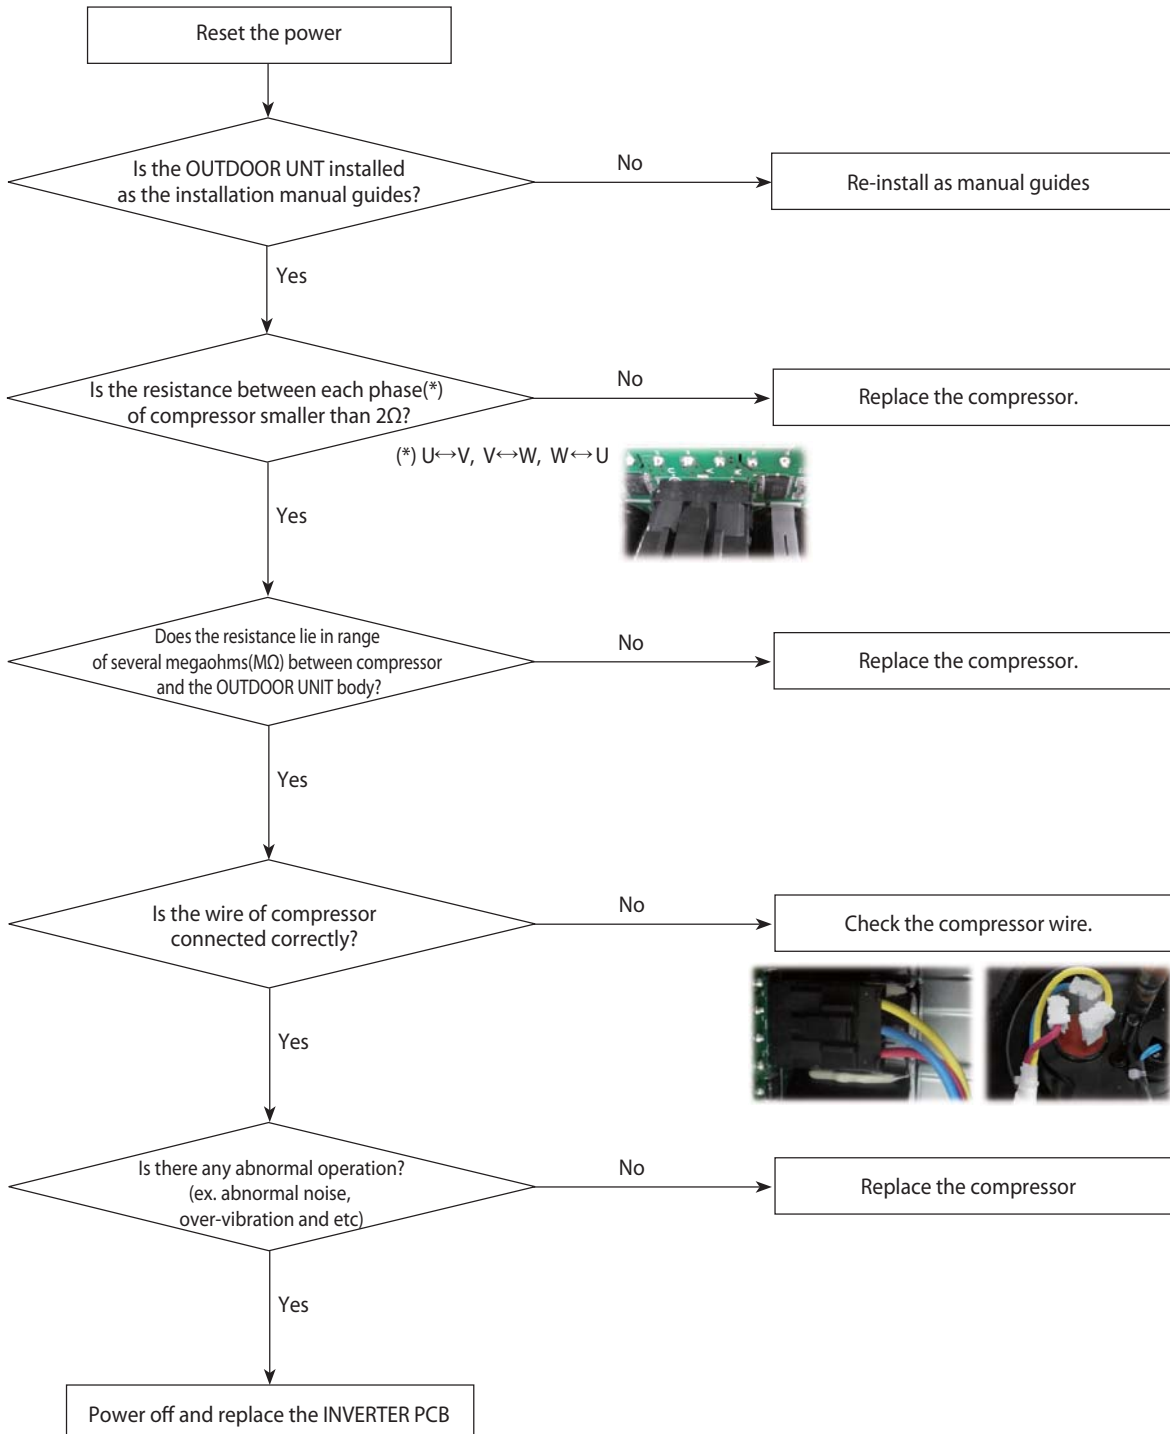 Reset the power
Is the OUTDOOR UNT installed
as the installation manual guides?
No
Re-install as manual guides
Yes
Is the resistance between each phase(*)
of compressor smaller than 2Ω?
No
Replace the compressor.
(*) U↔V, V↔W, W↔U
Yes
Does the resistance lie in range
of several megaohms(MΩ) between compressor
and the OUTDOOR UNIT body?
No
Replace the compressor.
Yes
Is the wire of compressor
connected correctly?
No
Check the compressor wire.
Yes
Is there any abnormal operation?
(ex. abnormal noise,
over-vibration and etc)
No
Replace the compressor
Yes
Power off and replace the INVERTER PCB